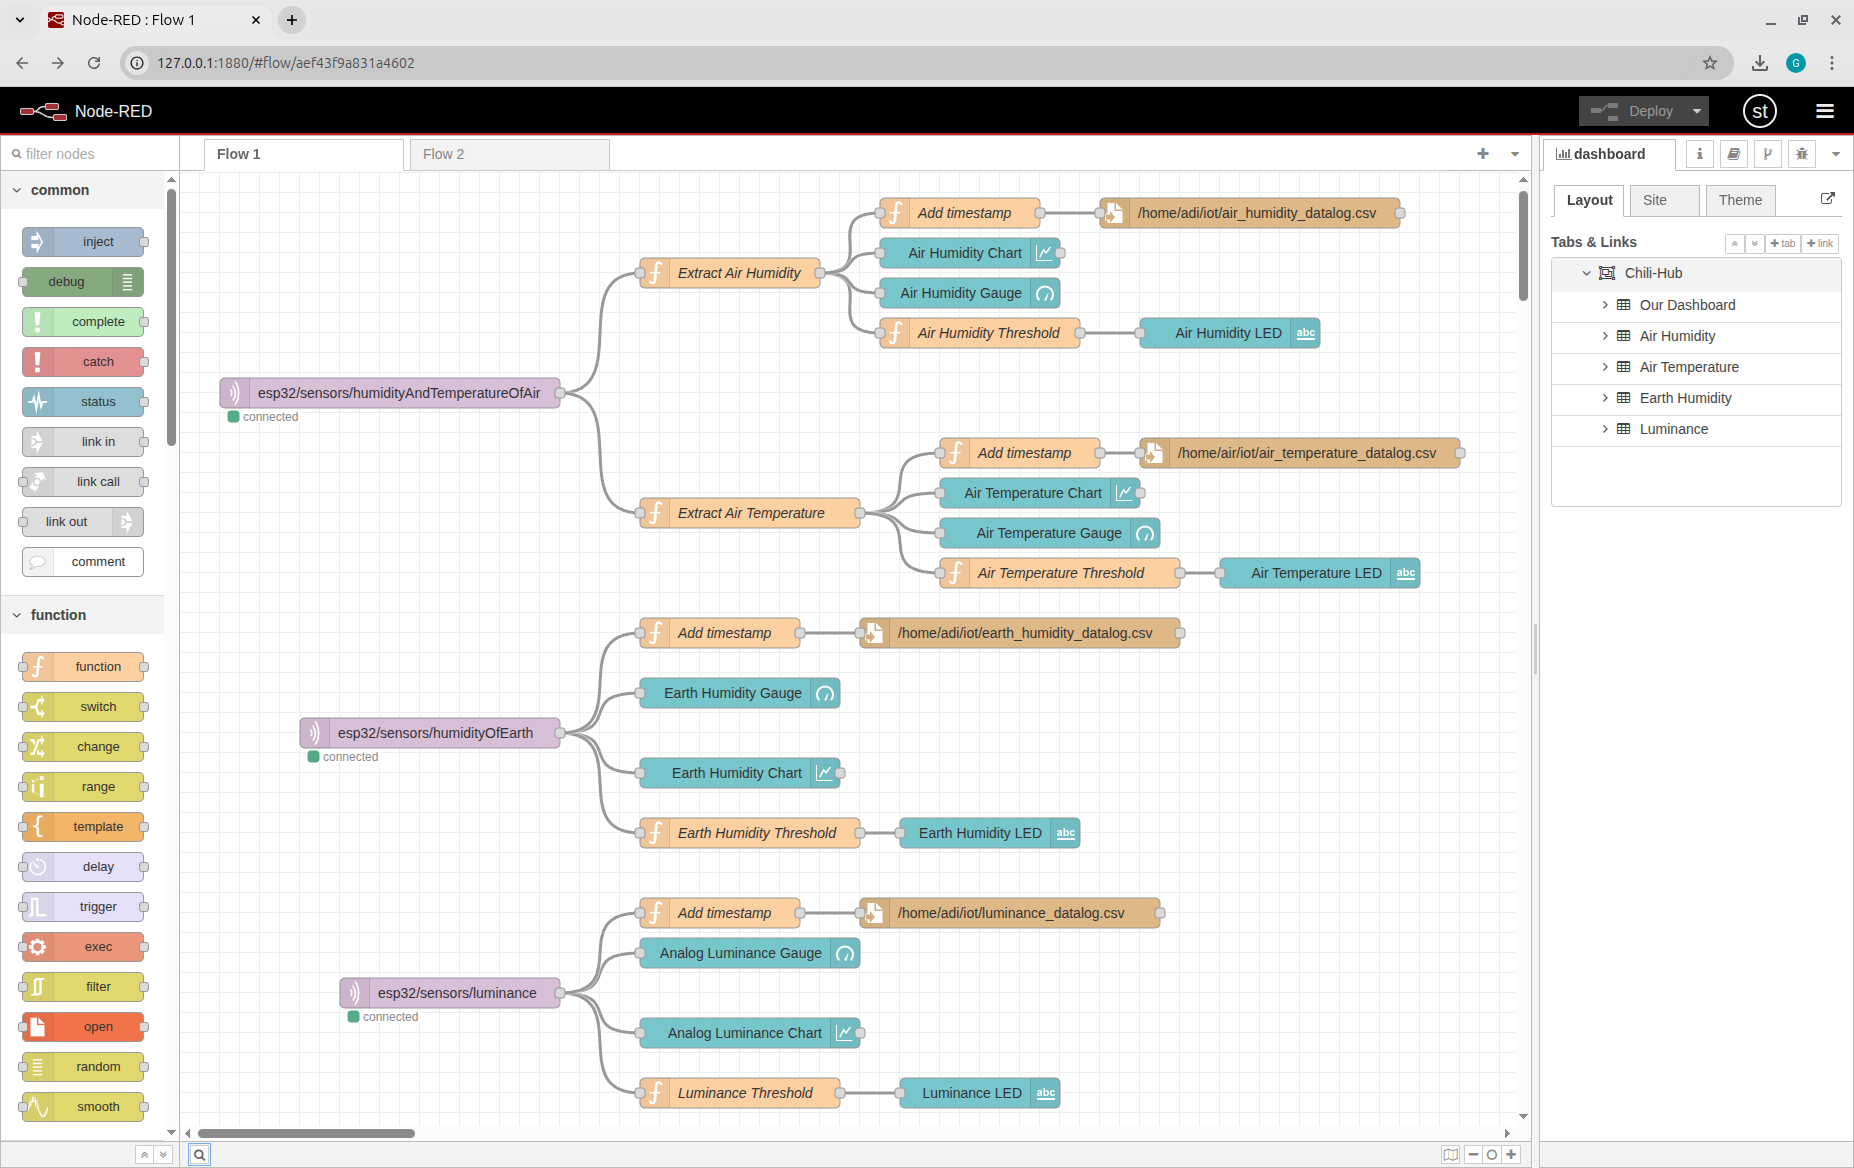 Node-RED : Flow 1
127.0.0.1:1880/#flow/aef43f9a831a4602
G
Node-RED
Deploy
st
filter nodes
Flow 1
Flow 2
dashboard
common
inject
debug
complete
catch
status
link in
link call
link out
comment
function
function
switch
change
range
template
delay
trigger
exec
filter
open
random
smooth
Add timestamp
/home/adi/iot/air_humidity_datalog.csv
Air Humidity Chart
Extract Air Humidity
Air Humidity Gauge
Air Humidity Threshold
Air Humidity LED
abc
esp32/sensors/humidityAndTemperatureOfAir
connected
Add timestamp
/home/air/iot/air_temperature_datalog.csv
Air Temperature Chart
Extract Air Temperature
Air Temperature Gauge
Air Temperature Threshold
Air Temperature LED
abc
Add timestamp
/home/adi/iot/earth_humidity_datalog.csv
Earth Humidity Gauge
esp32/sensors/humidityOfEarth
connected
Earth Humidity Chart
Earth Humidity Threshold
Earth Humidity LED
abc
Add timestamp
/home/adi/iot/luminance_datalog.csv
Analog Luminance Gauge
esp32/sensors/luminance
connected
Analog Luminance Chart
Luminance Threshold
Luminance LED
abc
Layout
Site
Theme
Tabs & Links
tab
link
Chili-Hub
Our Dashboard
Air Humidity
Air Temperature
Earth Humidity
Luminance